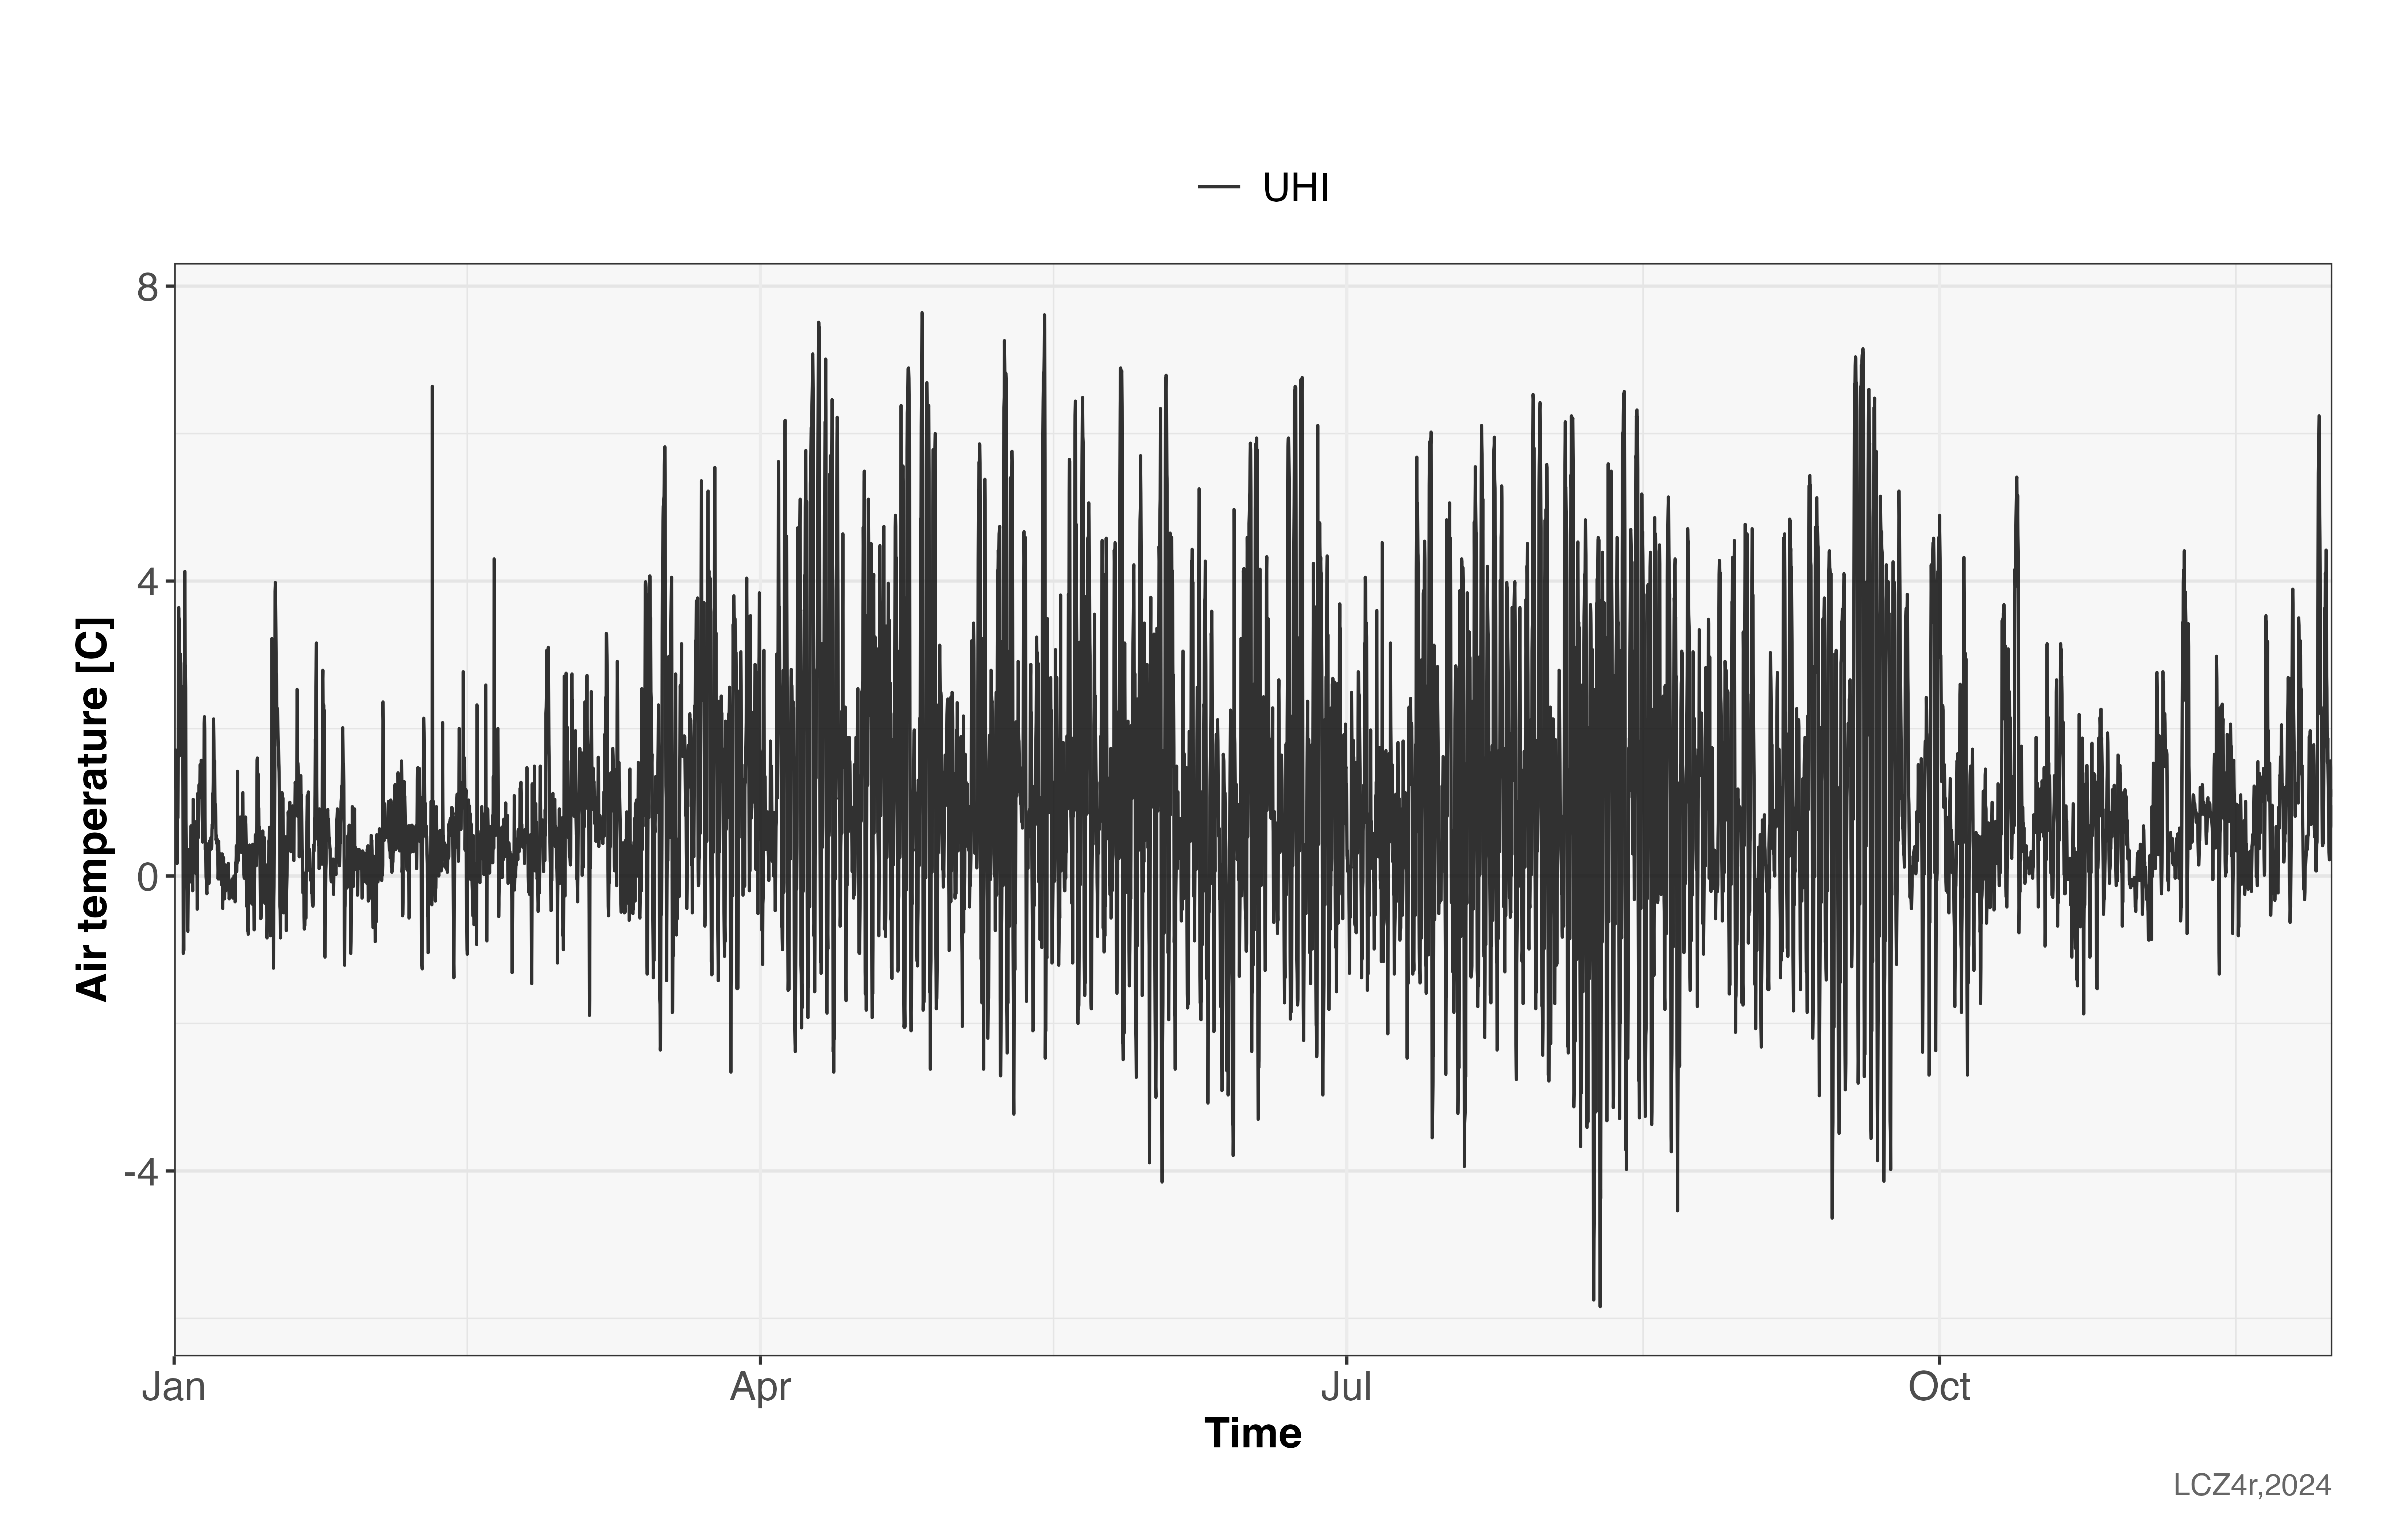 UHI
8
4
0
-4
Air temperature [C]
Jan Apr Jul Oct
Time
LCZ4r,2024